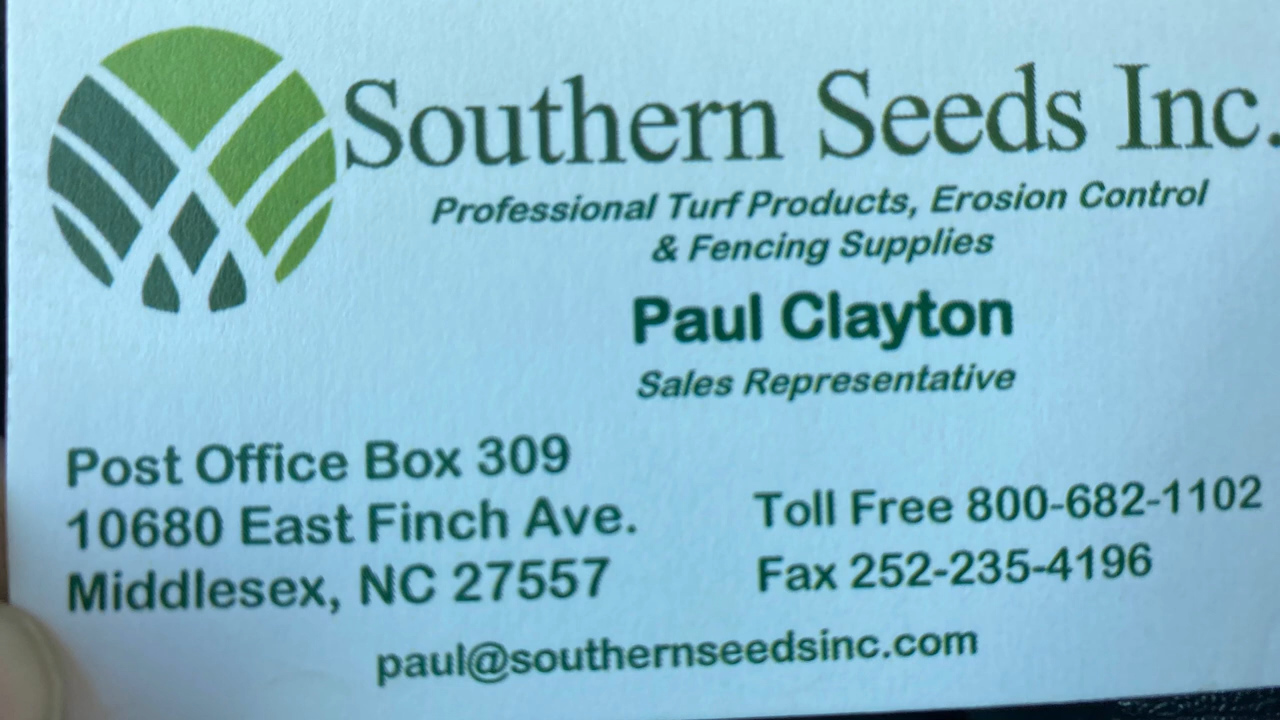 Southern Seeds Inc.
Professional Turf Products, Erosion Control
& Fencing Supplies
Paul Clayton
Sales Representative
Post Office Box 309
10680 East Finch Ave.
Middlesex, NC 27557
Toll Free 800-682-1102
Fax 252-235-4196
paul@southernseedsinc.com